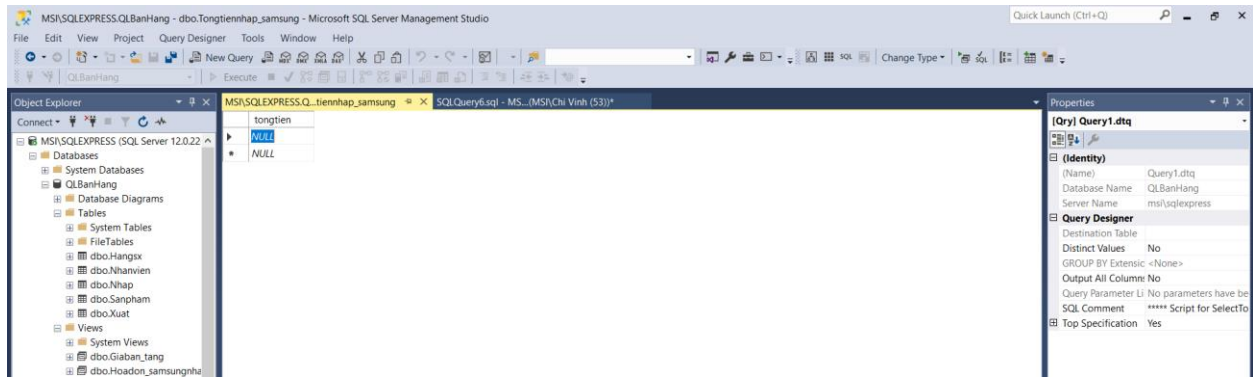 MSI\SQLEXPRESS.QLBanHang - dbo.Tongtiennhap_samsung - Microsoft SQL Server Management Studio
Quick Launch (Ctrl+Q)
File Edit View Project Query Designer Tools Window Help
New Query
Change Type
QLBanHang
Execute
Object Explorer
MSI\SQLEXPRESS.Q...tiennhap_samsung
SQLQuery6.sql - MS...(MSI\Chi Vinh (53))*
Properties
Connect
[Qry] Query1.dtq
MSI\SQLEXPRESS (SQL Server 12.0.22
Databases
System Databases
QLBanHang
Database Diagrams
Tables
System Tables
FileTables
dbo.Hangsx
dbo.Nhanvien
dbo.Nhap
dbo.Sanpham
dbo.Xuat
Views
System Views
dbo.Giaban_tang
dbo.Hoadon_samsungnha
tongtien
NULL
NULL
(Identity)
(Name) Query1.dtq
Database Name QLBanHang
Server Name msi\sqlexpress
Query Designer
Destination Table
Distinct Values No
GROUP BY Extensic <None>
Output All Column: No
Query Parameter Li No parameters have be
SQL Comment ***** Script for SelectTo
Top Specification Yes